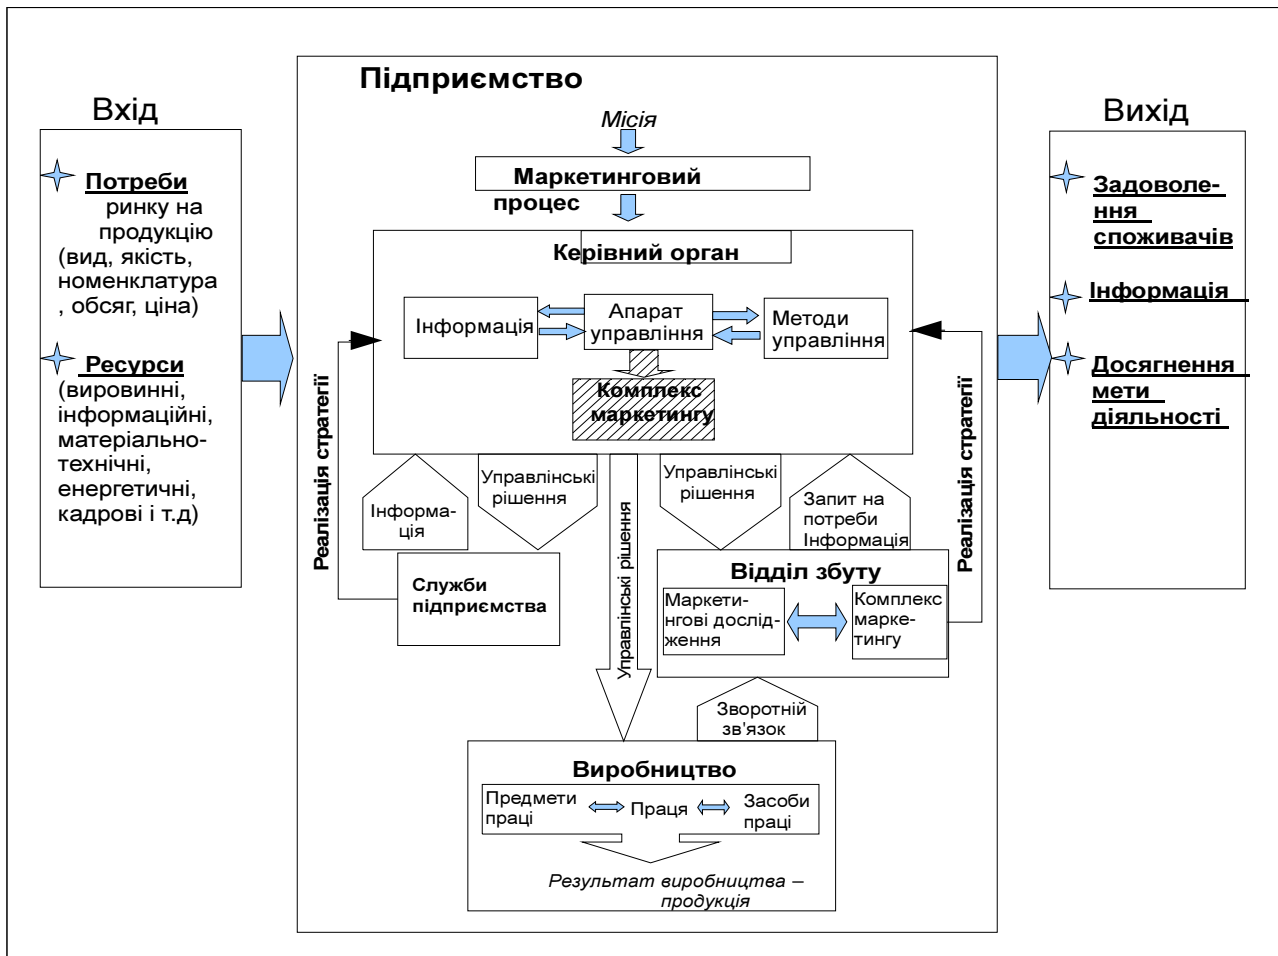 Підприємство
Вхід
Потреби
ринку на
продукцію
(вид, якість,
номенклатура
, обсяг, ціна)
Ресурси
(вировинні,
інформаційні,
матеріально-
технічні,
енергетичні,
кадрові і т.д)
Місія
Маркетинговий
процес
Керівний орган
Інформація
Апарат
управління
Методи
управління
Комплекс
маркетингу
Реалізація стратегії
Інформа-
ція
Управлінські
рішення
Управлінські рішення
Управлінські
рішення
Запит на
потреби
Інформація
Реалізація стратегії
Служби
підприємства
Відділ збуту
Маркети-
нгові дослід-
ження
Комплекс
марке-
тингу
Зворотній
зв'язок
Виробництво
Предмети
праці
Праця
Засоби
праці
Результат виробництва –
продукція
Вихід
Задоволе-
ння
споживачів
Інформація
Досягнення
мети
діяльності